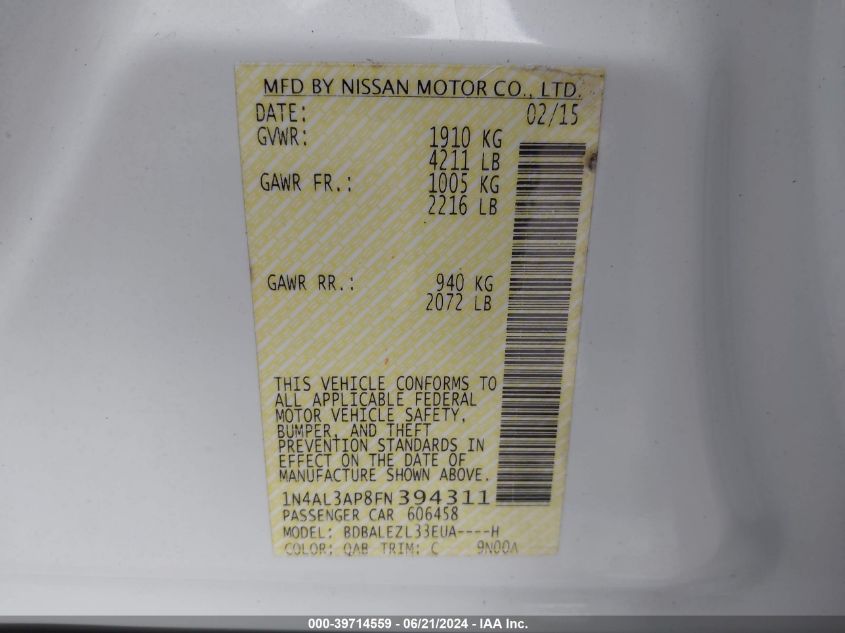 MFD BY NISSAN MOTOR CO., LTD.
DATE: 02/15
GVWR: 1910 KG
4211 LB
GAWR FR.: 1005 KG
2216 LB
GAWR RR.: 940 KG
2072 LB
THIS VEHICLE CONFORMS TO
ALL APPLICABLE FEDERAL
MOTOR VEHICLE SAFETY,
BUMPER, AND THEFT
PREVENTION STANDARDS IN
EFFECT ON THE DATE OF
MANUFACTURE SHOWN ABOVE.
1N4AL3AP8FN394311
PASSENGER CAR 606458
MODEL: BDBALEZL33EUA----H
COLOR: QAB TRIM: C 9N00A
000-39714559 - 06/21/2024 - IAA Inc.